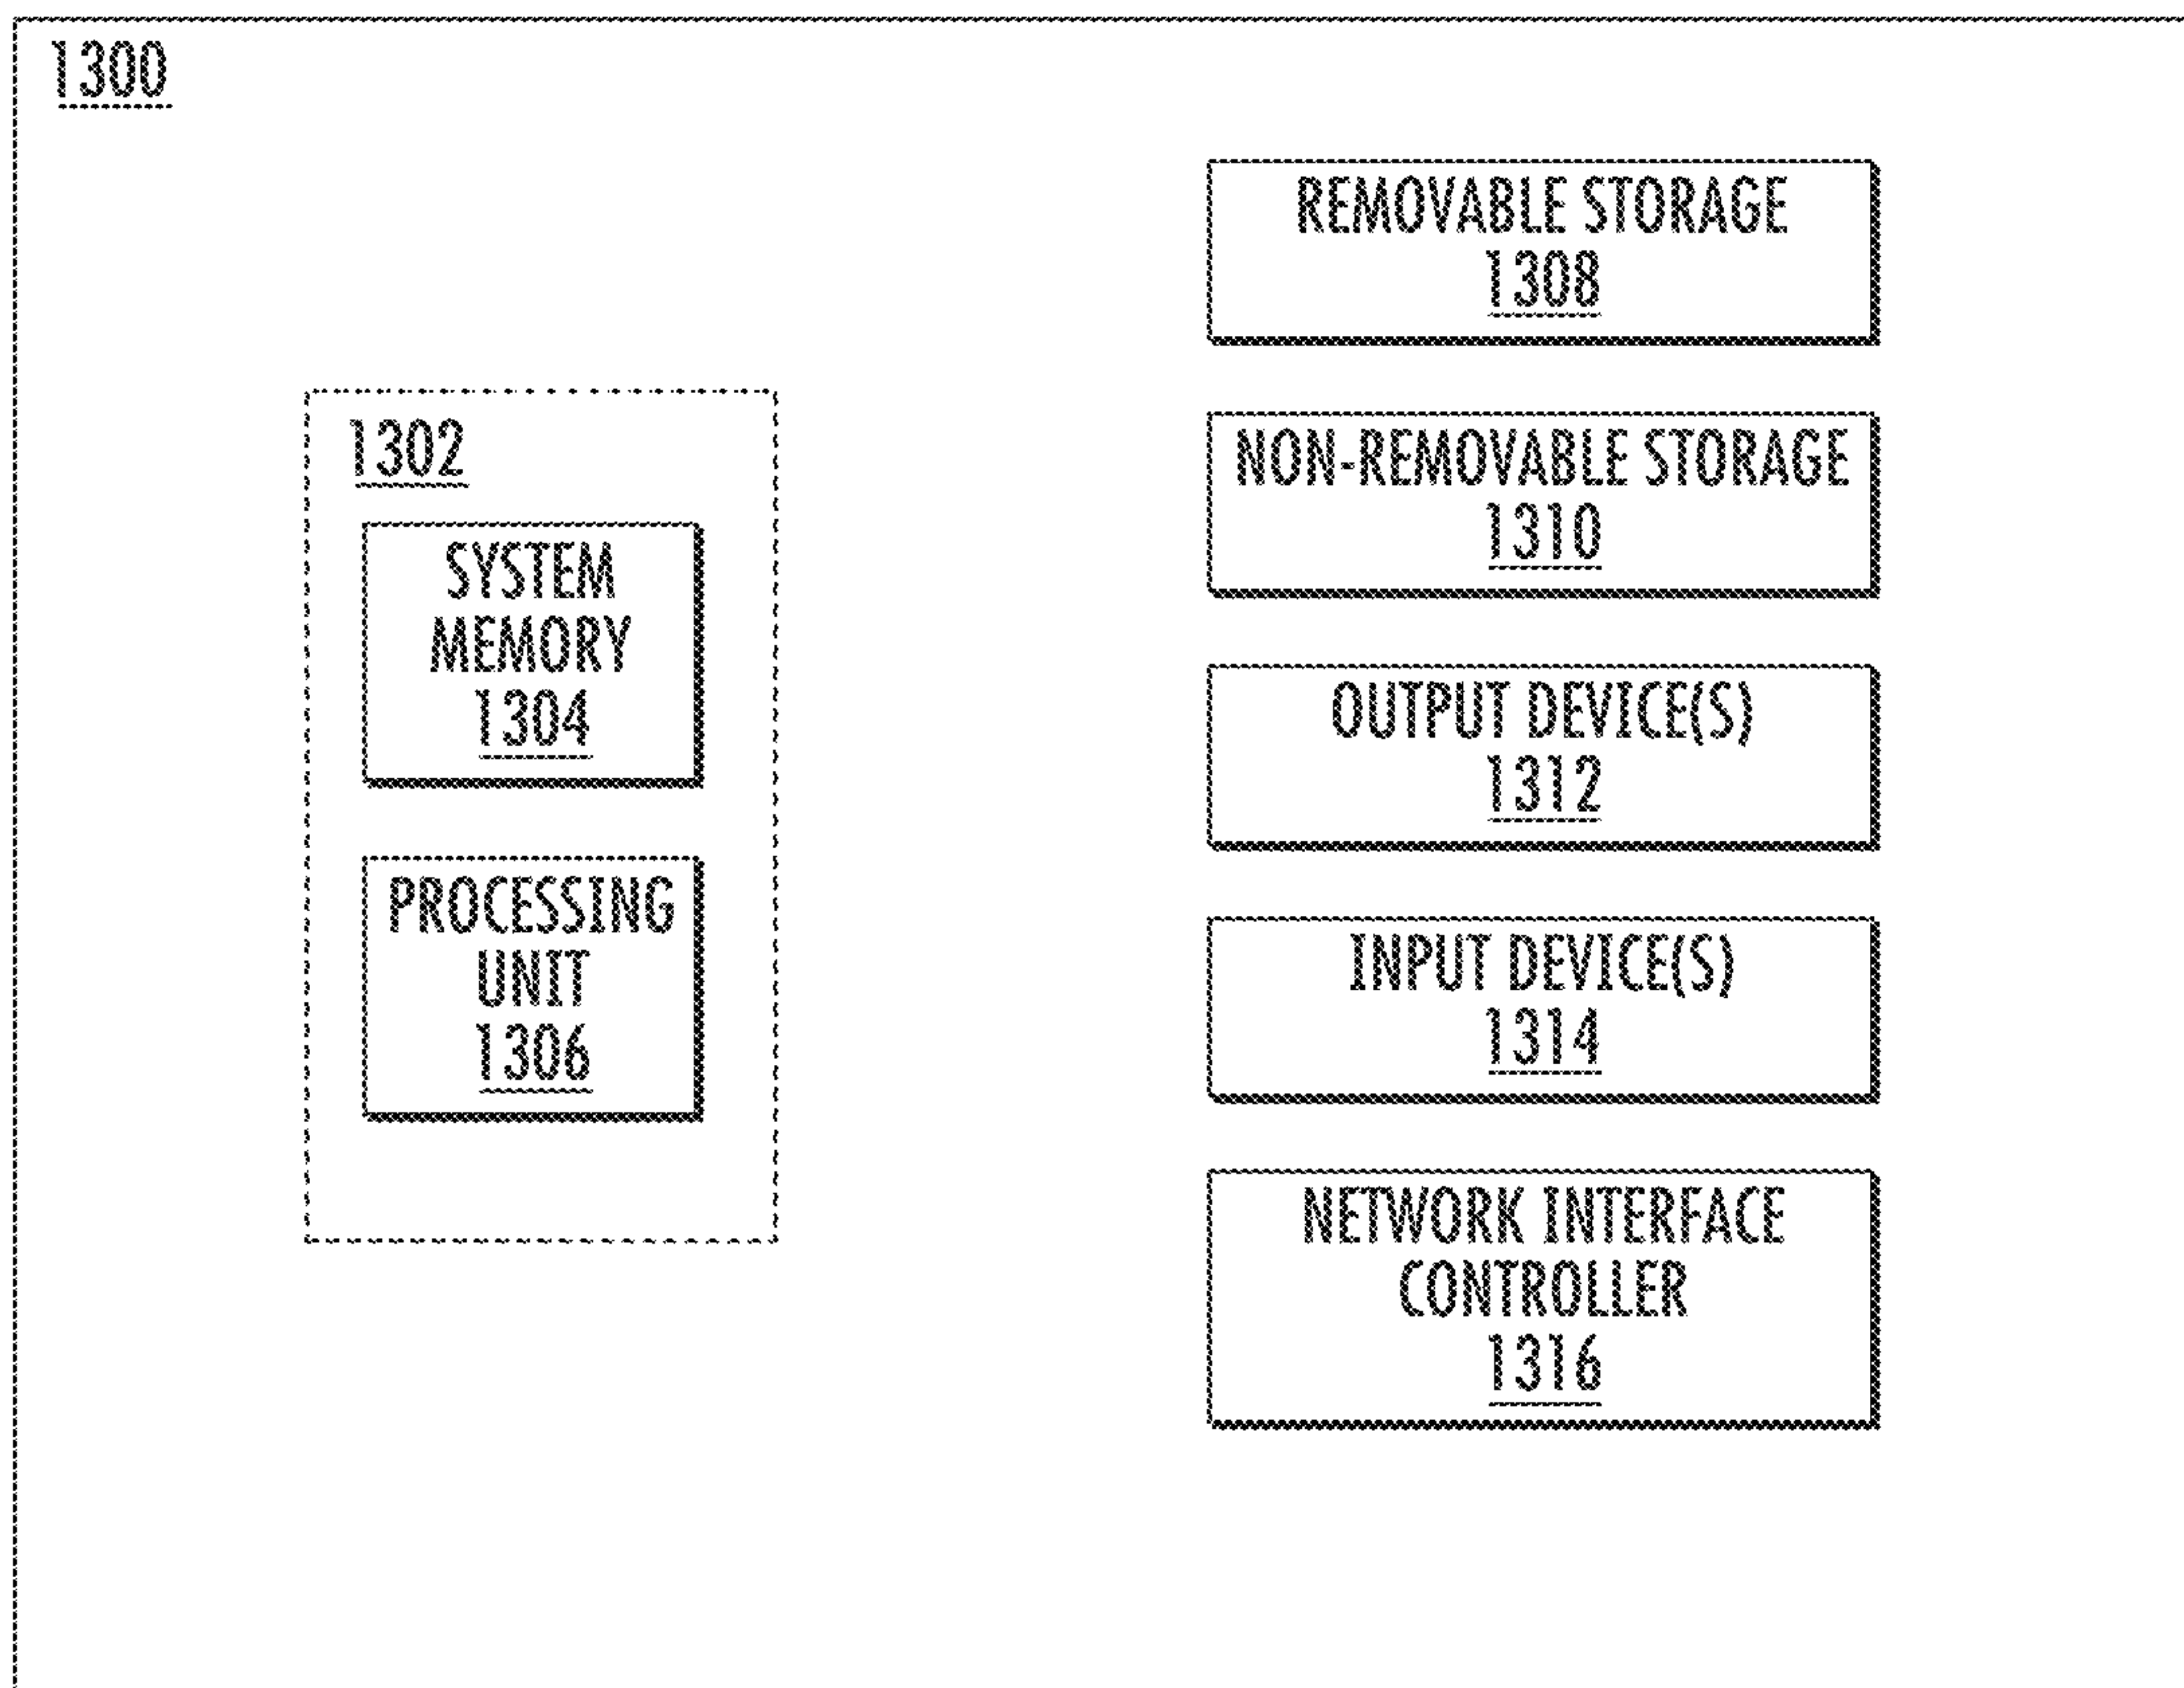 1300
1302
SYSTEM
MEMORY
1304
PROCESSING
UNIT
1306
REMOVABLE STORAGE
1308
NON-REMOVABLE STORAGE
1310
OUTPUT DEVICE(S)
1312
INPUT DEVICE(S)
1314
NETWORK INTERFACE
CONTROLLER
1316